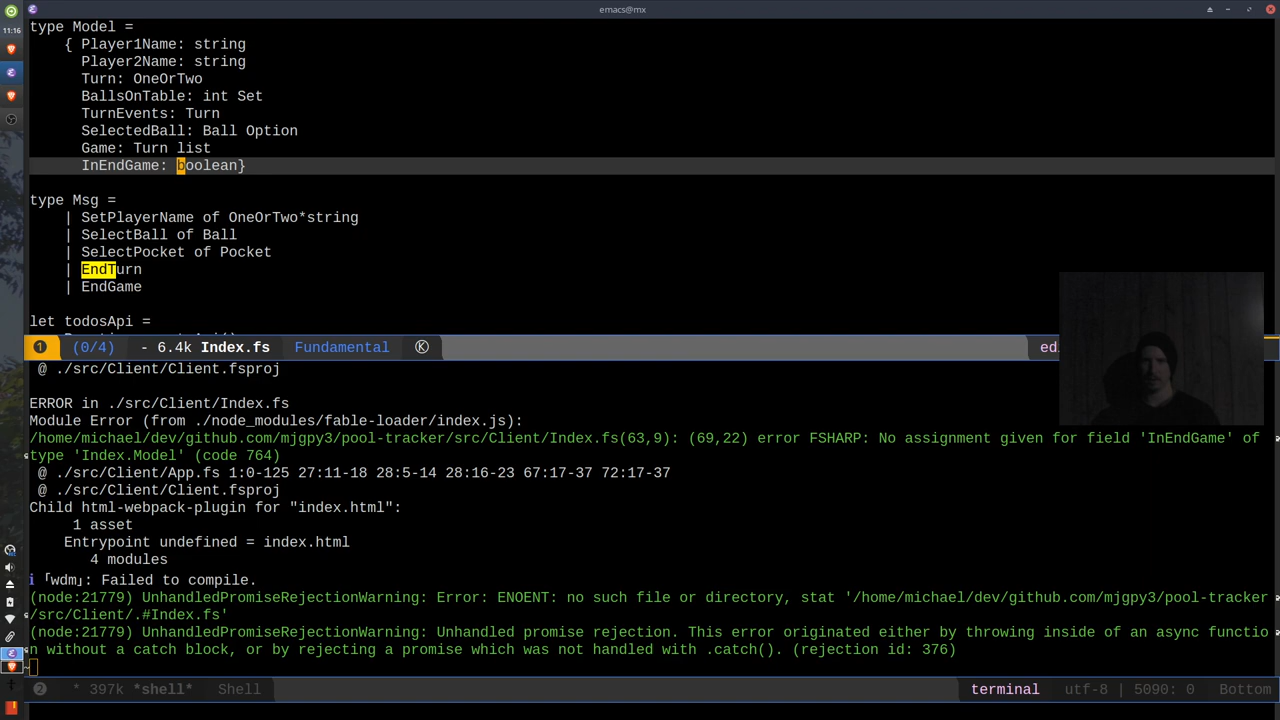 emacs@mx
11:16
type Model =
{ Player1Name: string
Player2Name: string
Turn: OneOrTwo
BallsOnTable: int Set
TurnEvents: Turn
SelectedBall: Ball Option
Game: Turn list
InEndGame: boolean}
type Msg =
| SetPlayerName of OneOrTwo*string
| SelectBall of Ball
| SelectPocket of Pocket
| EndTurn
| EndGame
let todosApi =
1 (0/4) - 6.4k Index.fs Fundamental K edi
@ ./src/Client/Client.fsproj
ERROR in ./src/Client/Index.fs
Module Error (from ./node_modules/fable-loader/index.js):
/home/michael/dev/github.com/mjgpy3/pool-tracker/src/Client/Index.fs(63,9): (69,22) error FSHARP: No assignment given for field 'InEndGame' of
type 'Index.Model' (code 764)
@ ./src/Client/App.fs 1:0-125 27:11-18 28:5-14 28:16-23 67:17-37 72:17-37
@ ./src/Client/Client.fsproj
Child html-webpack-plugin for "index.html":
1 asset
Entrypoint undefined = index.html
4 modules
i ｢wdm｣: Failed to compile.
(node:21779) UnhandledPromiseRejectionWarning: Error: ENOENT: no such file or directory, stat '/home/michael/dev/github.com/mjgpy3/pool-tracker
/src/Client/.#Index.fs'
(node:21779) UnhandledPromiseRejectionWarning: Unhandled promise rejection. This error originated either by throwing inside of an async functio
n without a catch block, or by rejecting a promise which was not handled with .catch(). (rejection id: 376)
2 * 397k *shell* Shell terminal utf-8 | 5090: 0 Bottom